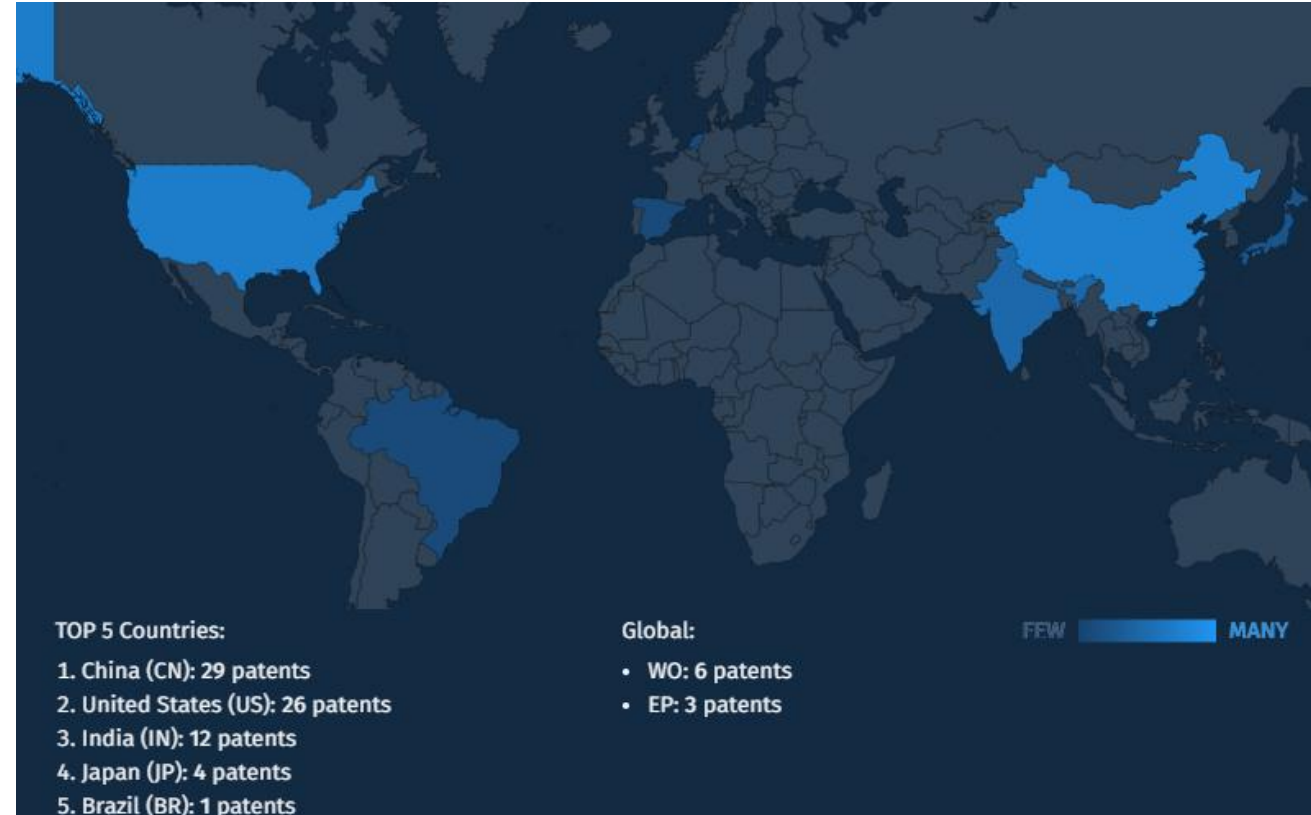 TOP 5 Countries:
1. China (CN): 29 patents
2. United States (US): 26 patents
3. India (IN): 12 patents
4. Japan (JP): 4 patents
5. Brazil (BR): 1 patents
Global:
• WO: 6 patents
• EP: 3 patents
FEW MANY